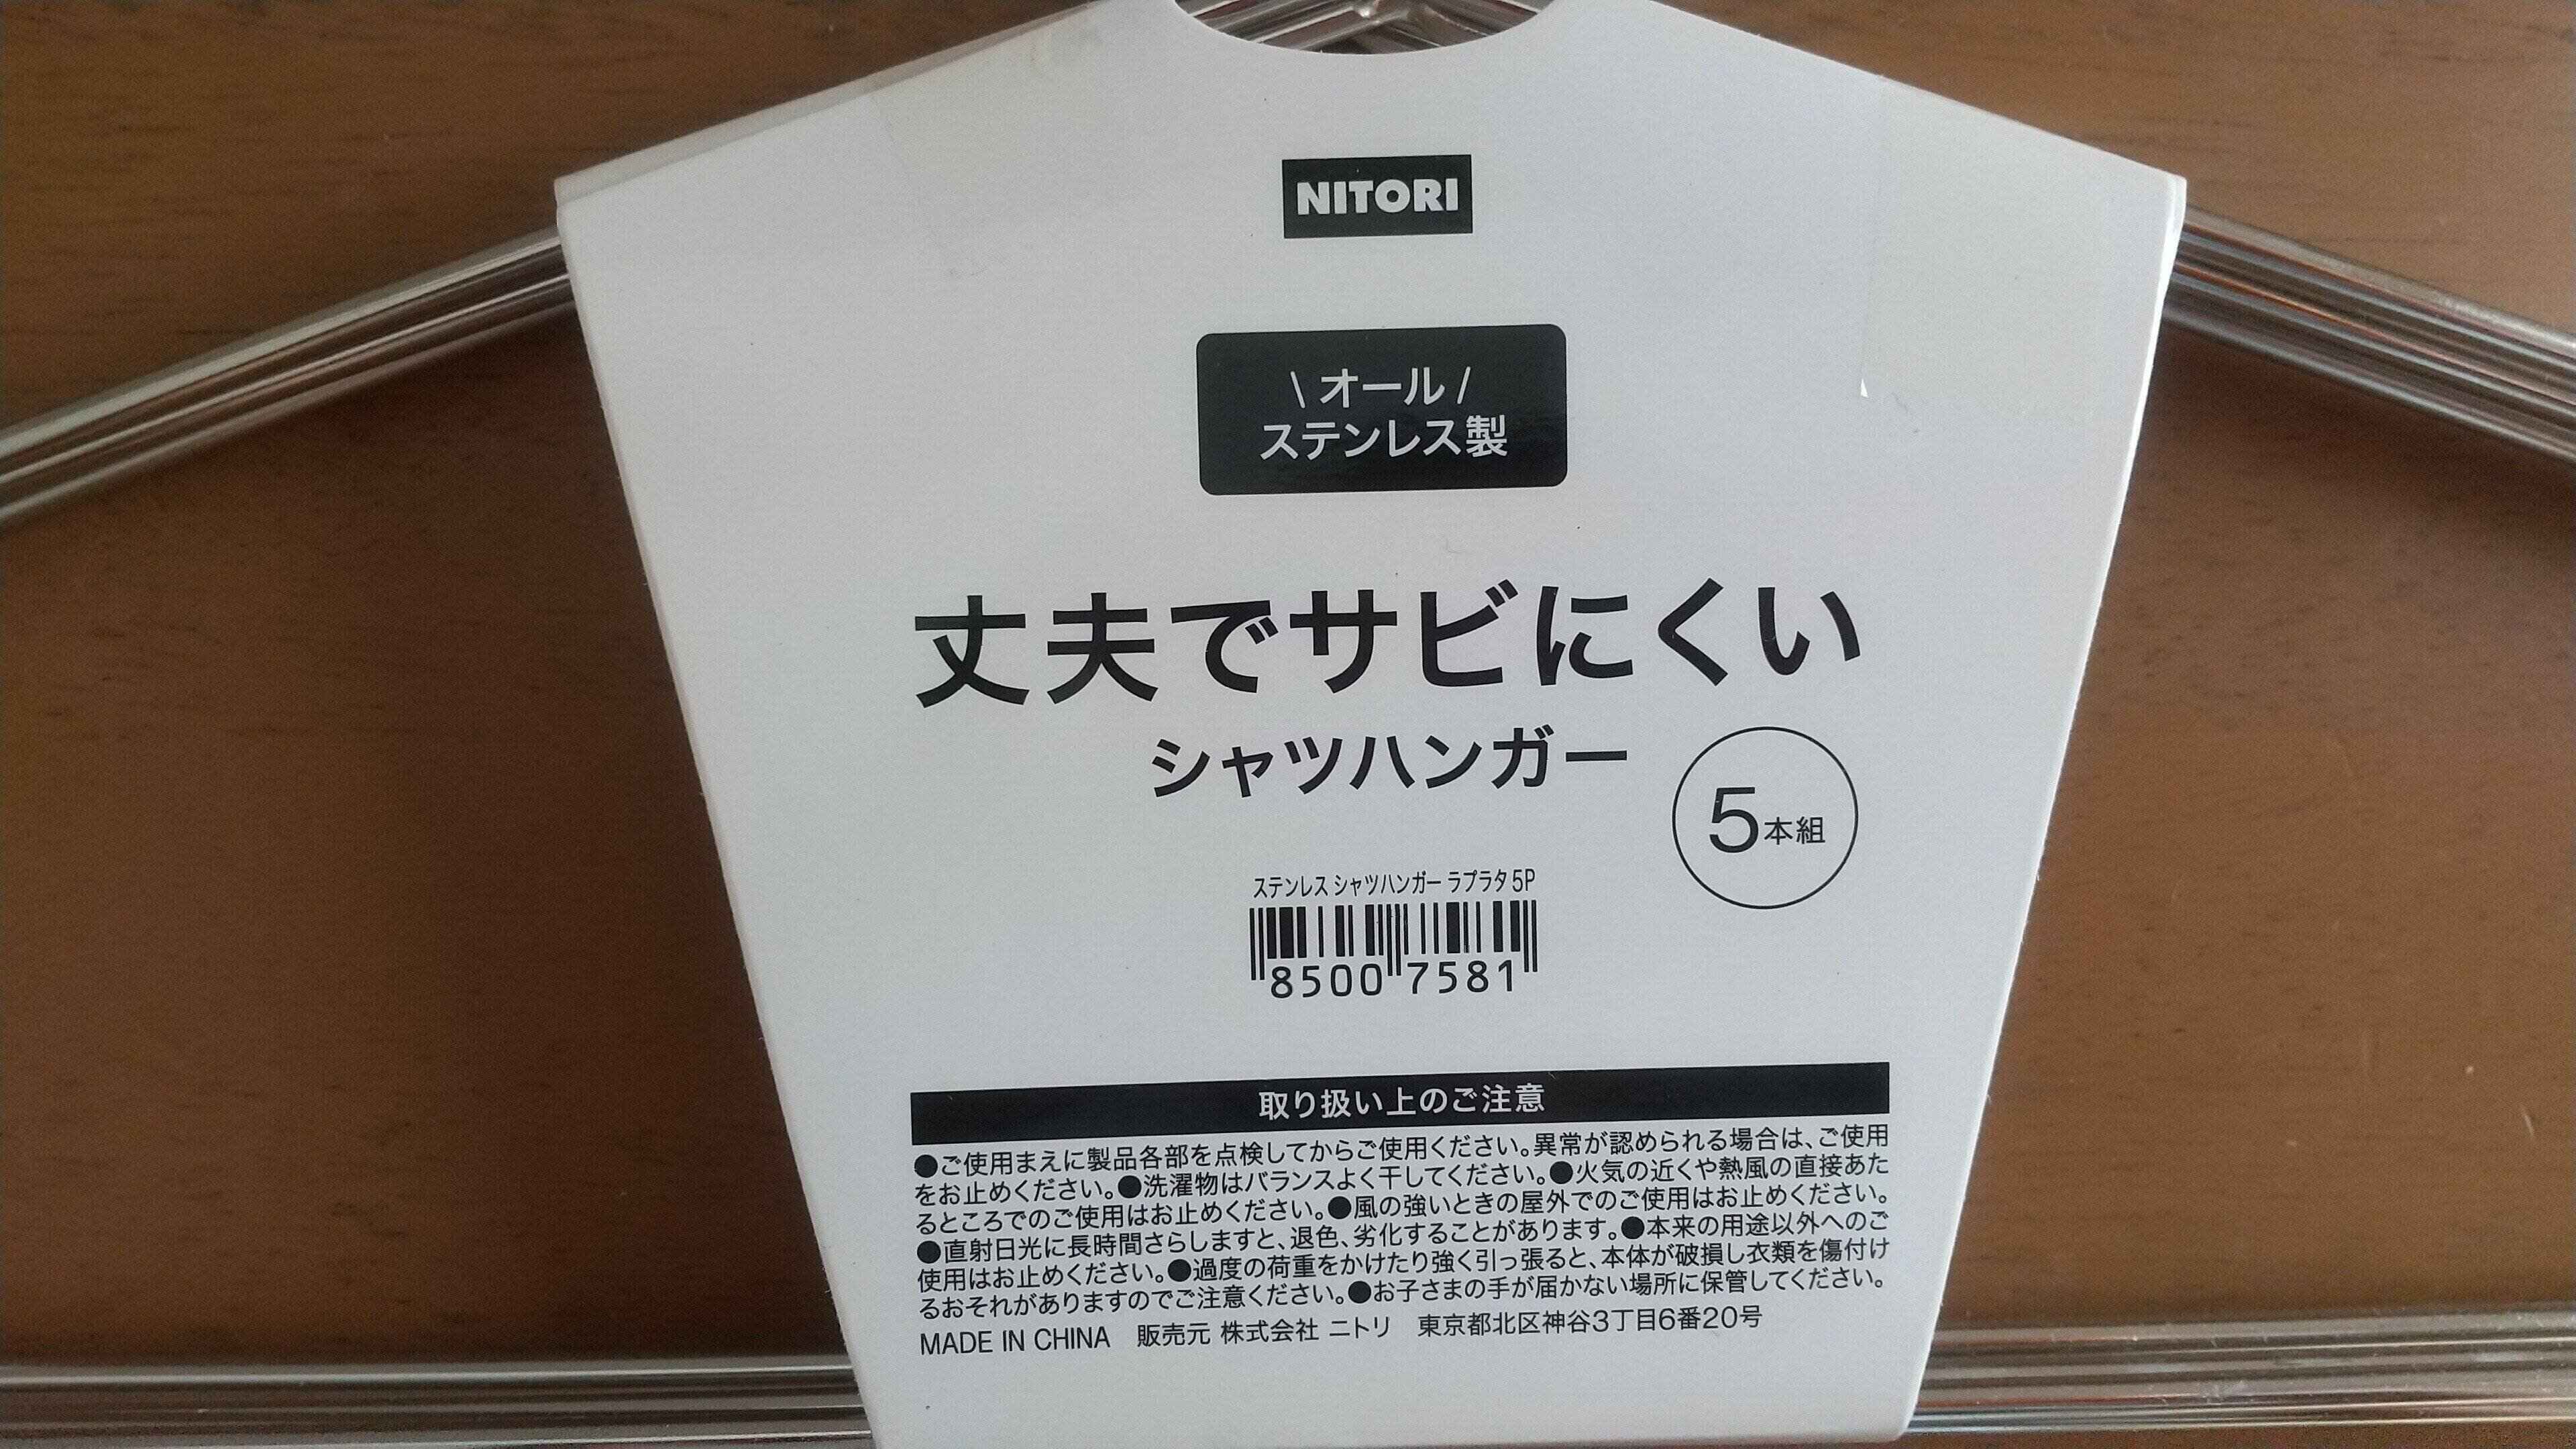 NITORI
\ オール /
ステンレス製
丈夫でサビにくい
シャツハンガー
5本組
ステンレス シャツハンガー ラプラタ 5P
8500 7581
取り扱い上のご注意
●ご使用まえに製品各部を点検してからご使用ください。異常が認められる場合は、ご使用
をお止めください。●洗濯物はバランスよく干してください。●火気の近くや熱風の直接あた
るところでのご使用はお止めください。●風の強いときの屋外でのご使用はお止めください。
●直射日光に長時間さらしますと、退色、劣化することがあります。●本来の用途以外へのご
使用はお止めください。●過度の荷重をかけたり強く引っ張ると、本体が破損し衣類を傷付け
るおそれがありますのでご注意ください。●お子さまの手が届かない場所に保管してください。
MADE IN CHINA 販売元 株式会社 ニトリ 東京都北区神谷3丁目6番20号